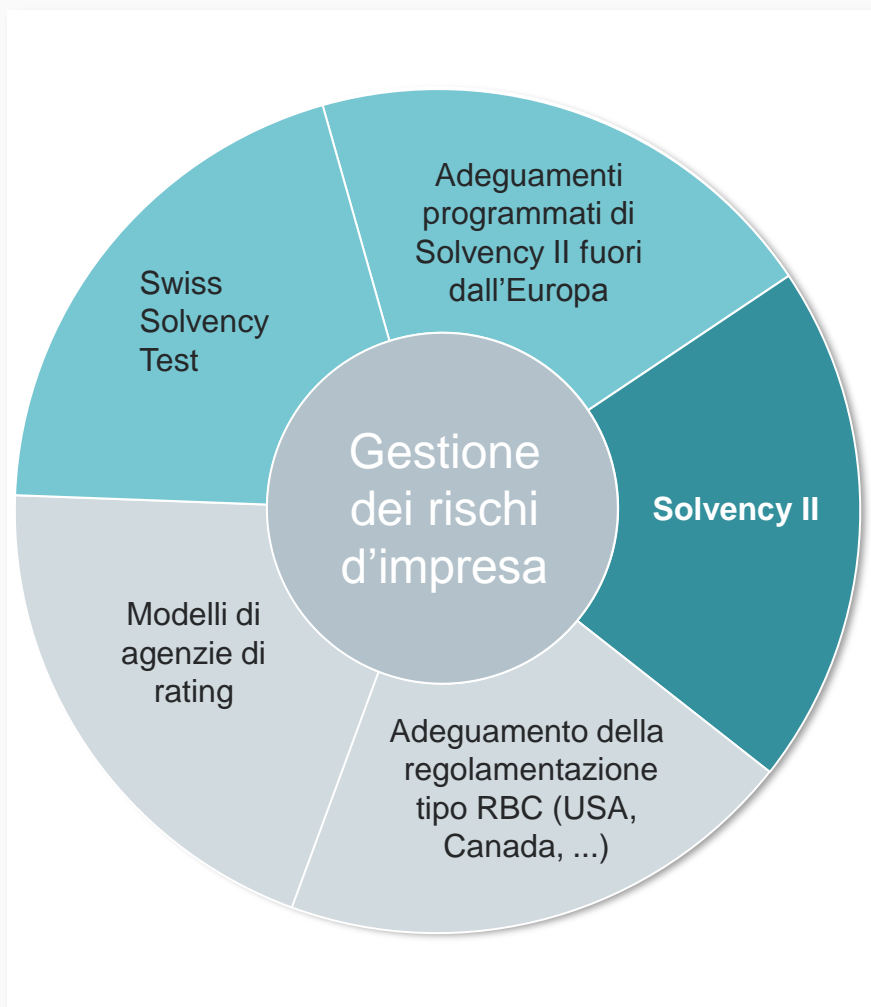 Adeguamenti
programmati di
Solvency II fuori
dall’Europa
Swiss
Solvency
Test
Gestione
dei rischi
d’impresa
Solvency II
Modelli di
agenzie di
rating
Adeguamento della
regolamentazione
tipo RBC (USA,
Canada, ...)